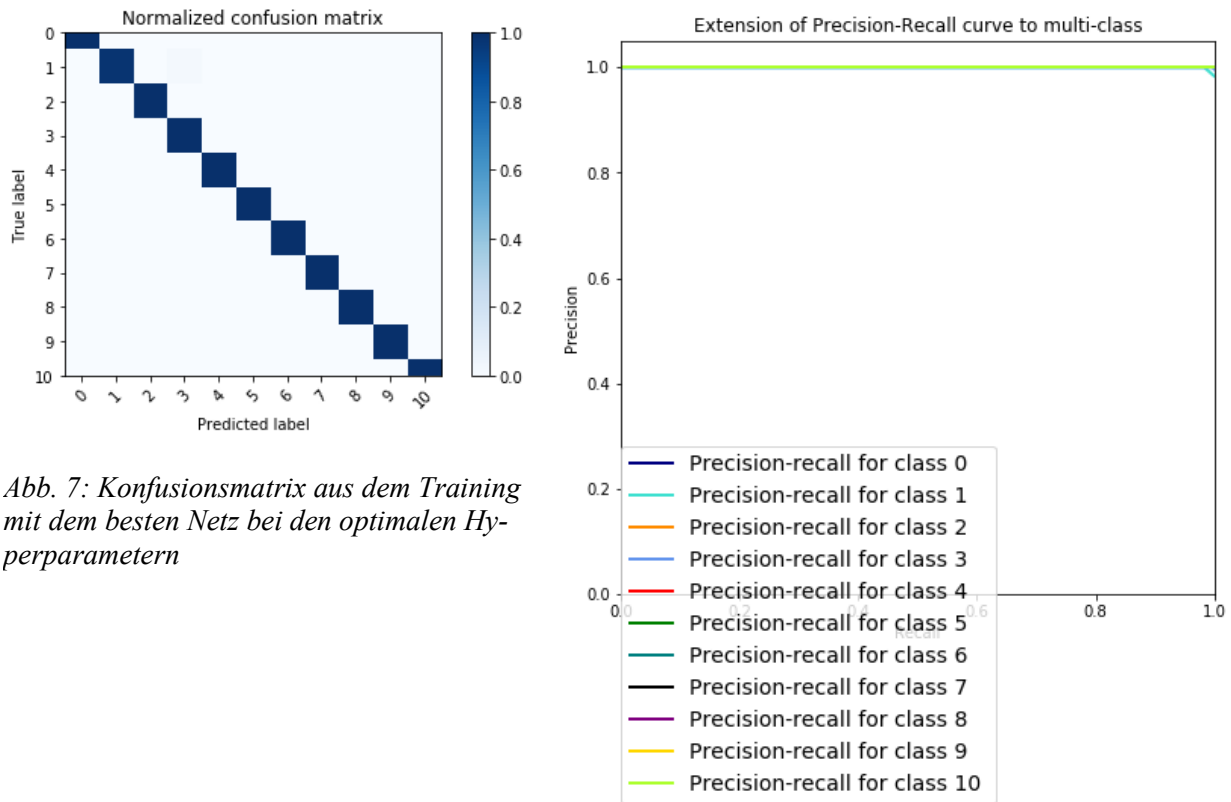 Normalized confusion matrix
0
1
2
3
4
5
6
7
8
9
10
True label
0 1 2 3 4 5 6 7 8 9 10
Predicted label
1.0
0.8
0.6
0.4
0.2
0.0
Abb. 7: Konfusionsmatrix aus dem Training
mit dem besten Netz bei den optimalen Hy-
perparametern
Extension of Precision-Recall curve to multi-class
1.0
0.8
0.6
0.4
0.2
0.0
Precision
0.0 0.2 0.4 0.6 0.8 1.0
Recall
Precision-recall for class 0
Precision-recall for class 1
Precision-recall for class 2
Precision-recall for class 3
Precision-recall for class 4
Precision-recall for class 5
Precision-recall for class 6
Precision-recall for class 7
Precision-recall for class 8
Precision-recall for class 9
Precision-recall for class 10